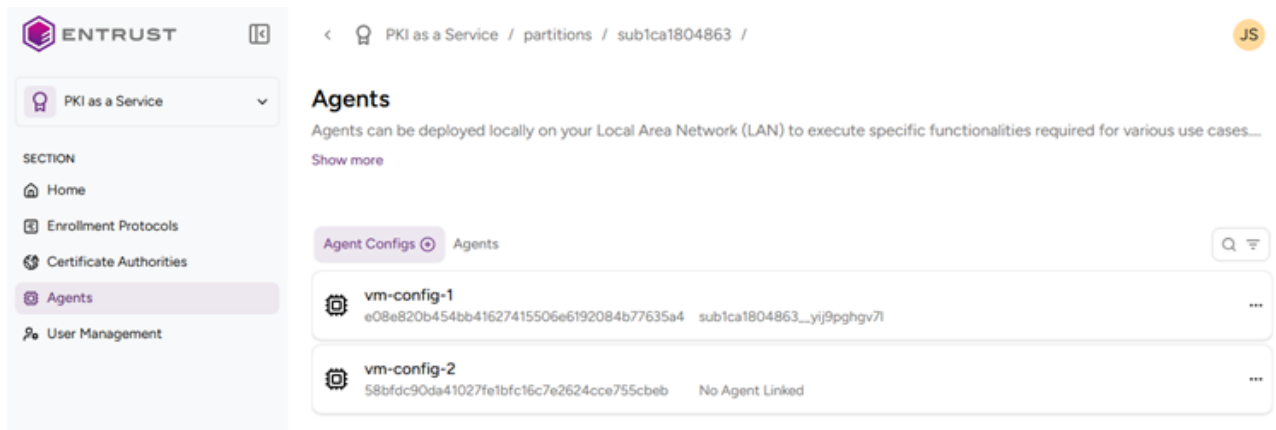 ENTRUST
PKI as a Service
SECTION
Home
Enrollment Protocols
Certificate Authorities
Agents
User Management
PKI as a Service / partitions / sub1ca1804863 /
JS
Agents
Agents can be deployed locally on your Local Area Network (LAN) to execute specific functionalities required for various use cases....
Show more
Agent Configs
Agents
vm-config-1
e08e820b454bb41627415506e6192084b77635a4 sub1ca1804863__yij9pghgv7l
vm-config-2
58bfdc90da41027fe1bfc16c7e2624cce755cbeb No Agent Linked